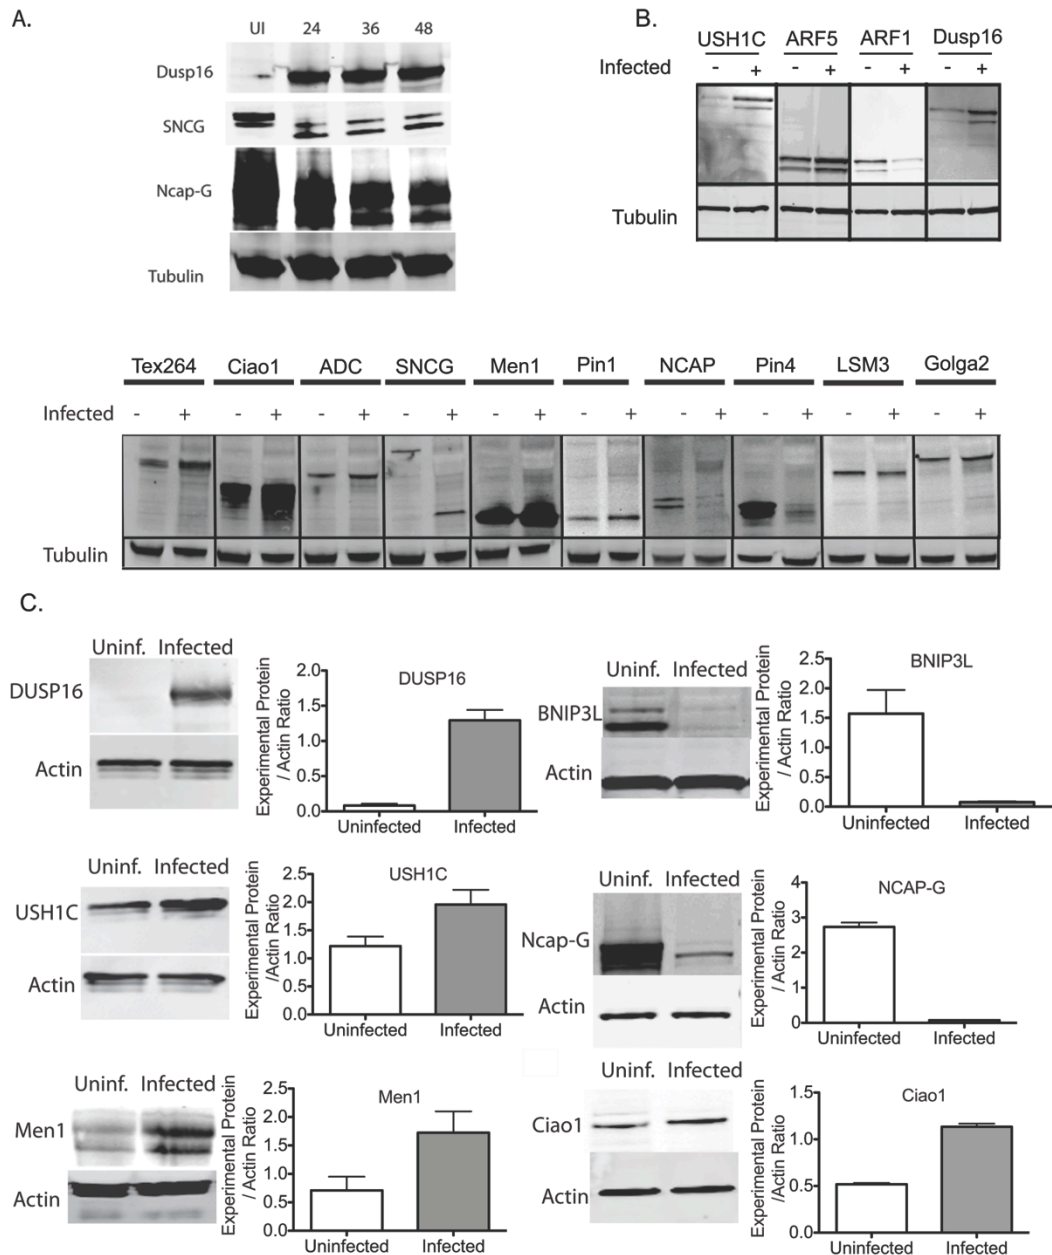 A.
UI 24 36 48
Dusp16
SNCG
Ncap-G
Tubulin
B.
USH1C ARF5 ARF1 Dusp16
Infected - + - + - + - +
Tubulin
Tex264 Ciao1 ADC SNCG Men1 Pin1 NCAP Pin4 LSM3 Golga2
Infected - + - + - + - + - + - + - + - + - + - +
Tubulin
C.
Uninf. Infected
DUSP16
Actin
Experimental Protein
/ Actin Ratio
DUSP16
2.0
1.5
1.0
0.5
0.0
Uninfected Infected
Uninf. Infected
BNIP3L
Actin
Experimental Protein
/ Actin Ratio
BNIP3L
2.5
2.0
1.5
1.0
0.5
0.0
Uninfected Infected
Uninf. Infected
USH1C
Actin
Experimental Protein
/Actin Ratio
USH1C
2.5
2.0
1.5
1.0
0.5
0.0
Uninfected Infected
Uninf. Infected
Ncap-G
Actin
Experimental Protein
/ Actin Ratio
NCAP-G
4
3
2
1
0
Uninfected Infected
Uninf. Infected
Men1
Actin
Experimental Protein
/ Actin Ratio
Men1
2.5
2.0
1.5
1.0
0.5
0.0
Uninfected Infected
Uninf. Infected
Ciao1
Actin
Experimental Protein
/Actin Ratio
Ciao1
1.5
1.0
0.5
0.0
Uninfected Infected